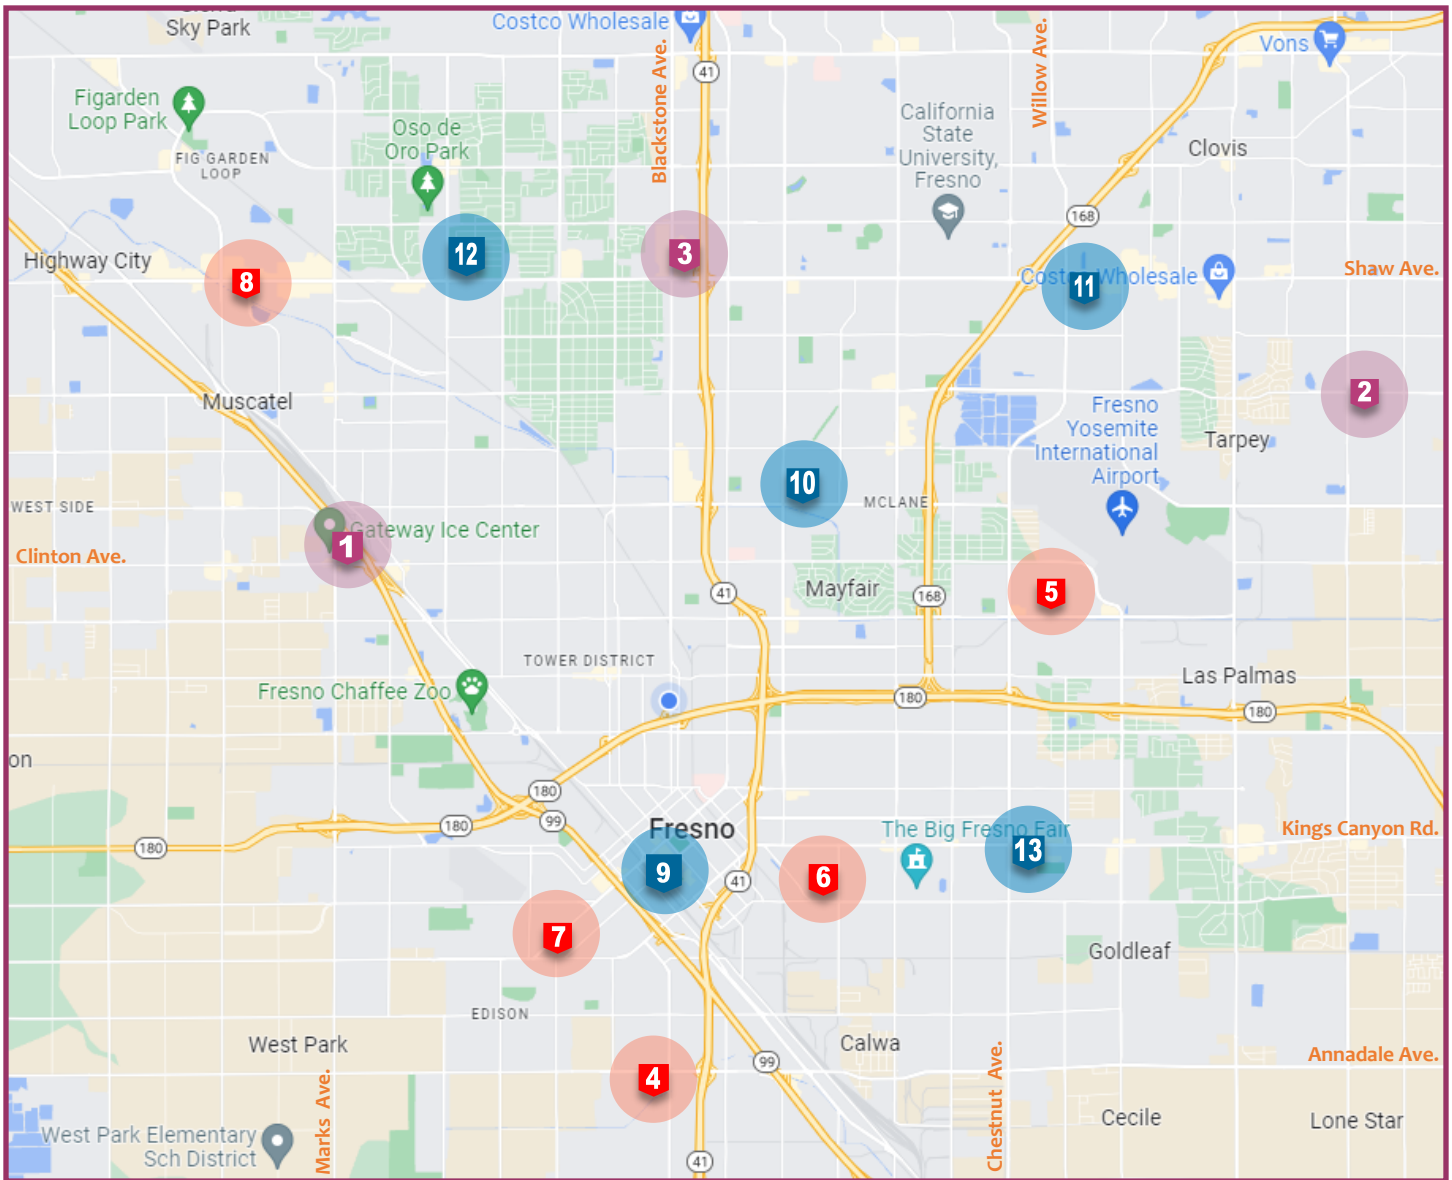 Sky Park
Costco Wholesale
Blackstone Ave.
41
Willow Ave.
Vons
Figarden
Loop Park
Oso de
Oro Park
FIG GARDEN
LOOP
California
State
University,
Fresno
Clovis
168
Highway City
8
12
3
Costco Wholesale
11
Shaw Ave.
Muscatel
2
Fresno
Yosemite
International
Airport
Tarpey
10
MCLANE
WEST SIDE
Gateway Ice Center
1
Clinton Ave.
Mayfair
41
168
5
TOWER DISTRICT
Fresno Chaffee Zoo
Las Palmas
180
180
on
180
180
99
180
Fresno
The Big Fresno Fair
Kings Canyon Rd.
13
9
41
6
7
Goldleaf
EDISON
West Park
Calwa
Annadale Ave.
99
4
Marks Ave.
Chestnut Ave.
Cecile
Lone Star
West Park Elementary
Sch District
41